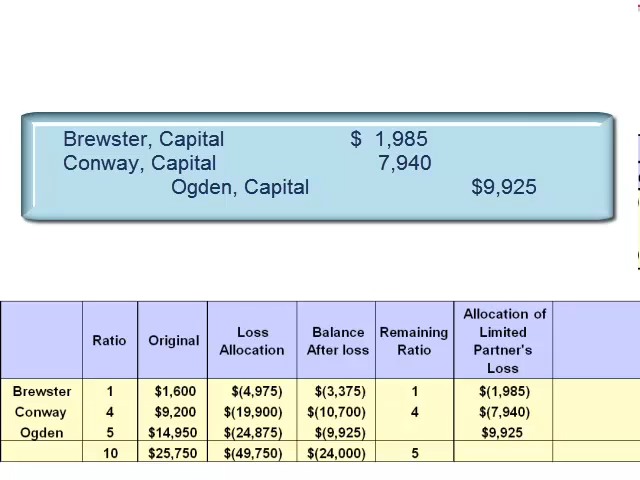 Brewster, Capital $ 1,985
Conway, Capital 7,940
Ogden, Capital $9,925
Ratio Original Loss Allocation Balance After loss Remaining Ratio Allocation of Limited Partner's Loss
Brewster 1 $1,600 $(4,975) $(3,375) 1 $(1,985)
Conway 4 $9,200 $(19,900) $(10,700) 4 $(7,940)
Ogden 5 $14,950 $(24,875) $(9,925) $9,925
10 $25,750 $(49,750) $(24,000) 5